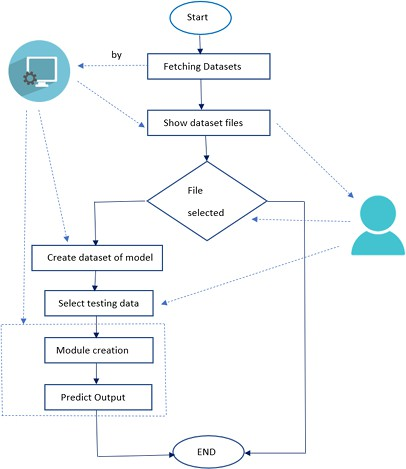 Start
by
Fetching Datasets
Show dataset files
File
selected
Create dataset of model
Select testing data
Module creation
Predict Output
END